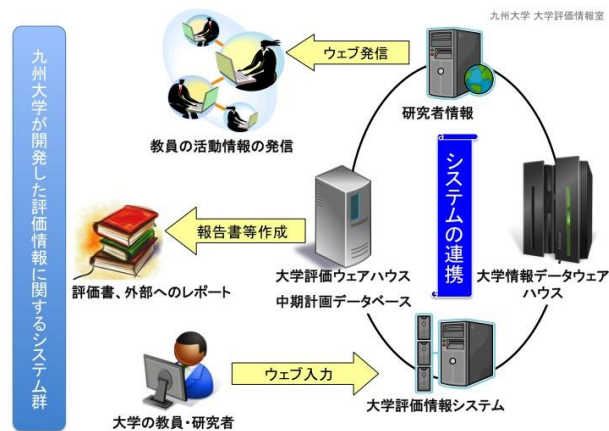 九州大学 大学評価情報室
九州大学が開発した評価情報に関するシステム群
ウェブ発信
研究者情報
教員の活動情報の発信
システムの連携
報告書等作成
評価書、外部へのレポート
大学評価ウェアハウス
中期計画データベース
大学情報データウェア
ハウス
ウェブ入力
大学の教員・研究者
大学評価情報システム